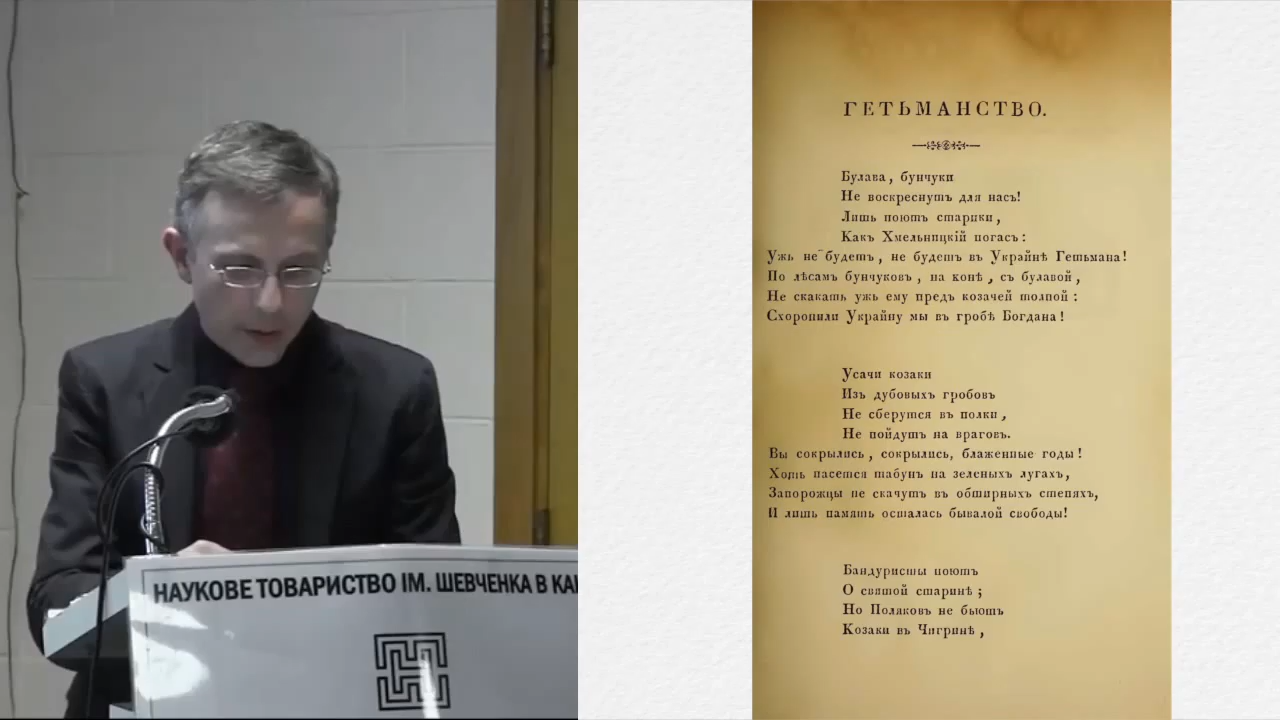 НАУКОВЕ ТОВАРИСТВО ІМ. ШЕВЧЕНКА В
ГЕТЬМАНСТВО.
Булава, бунчуки
Не воскреснутъ для насъ!
Лишь поютъ старики,
Какъ Хмельницкій погасъ:
Ужь не будетъ, не будетъ въ Украйнѣ Гетьмана!
По лѣсамъ бунчуковъ, на конѣ, съ булавой,
Не скакать ужь ему предъ козачей толпой:
Схоронили Украйну мы въ гробѣ Богдана!
Усачи козаки
Изъ дубовыхъ гробовъ
Не сберутся въ полки,
Не пойдутъ на враговъ.
Вы сокрылись, сокрылись, блаженные годы!
Хоть пасется табунъ на зеленыхъ лугахъ,
Запорожцы не скачутъ въ обширныхъ степяхъ,
И лишь память осталась бывалой свободы!
Бандуристы поютъ
О святой старинѣ;
Но Поляковъ не бьютъ
Козаки въ Чигринѣ,